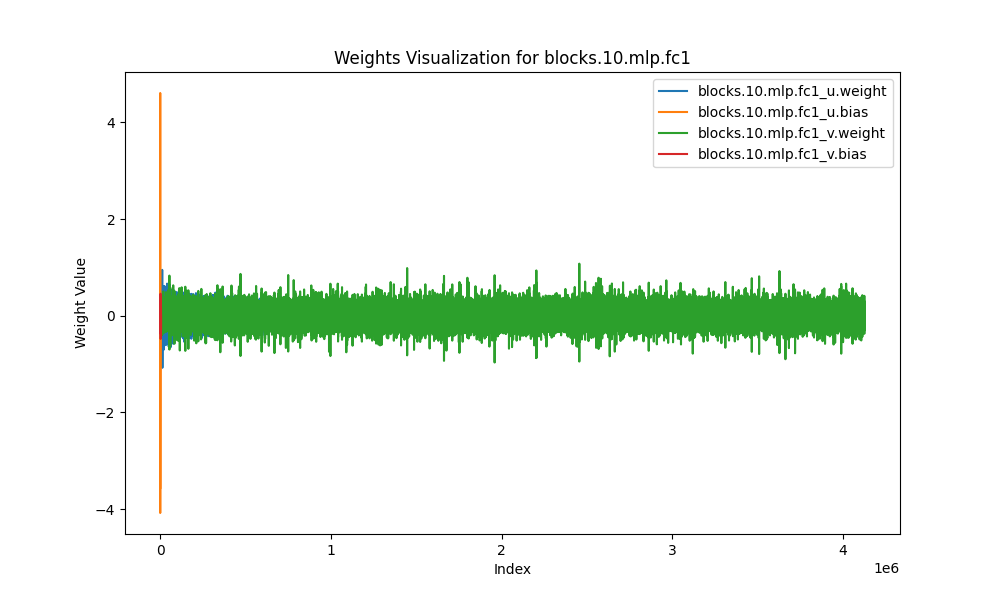 Weights Visualization for blocks.10.mlp.fc1
blocks.10.mlp.fc1_u.weight
blocks.10.mlp.fc1_u.bias
blocks.10.mlp.fc1_v.weight
blocks.10.mlp.fc1_v.bias
Weight Value
4
2
0
−2
−4
0
1
2
3
4
1e6
Index